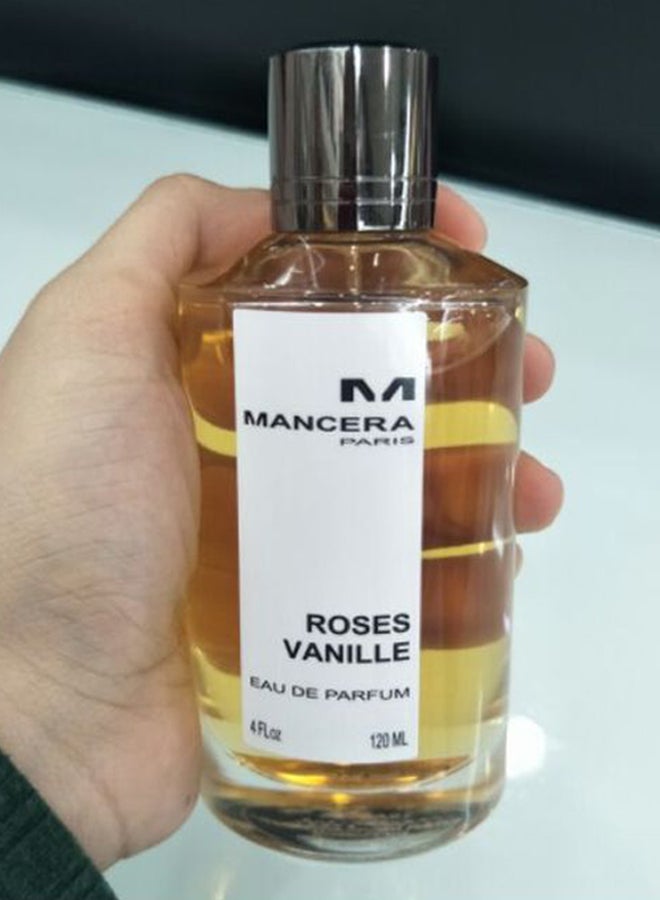 M
MANCERA
PARIS
ROSES
VANILLE
EAU DE PARFUM
4 FLoz 120 ML